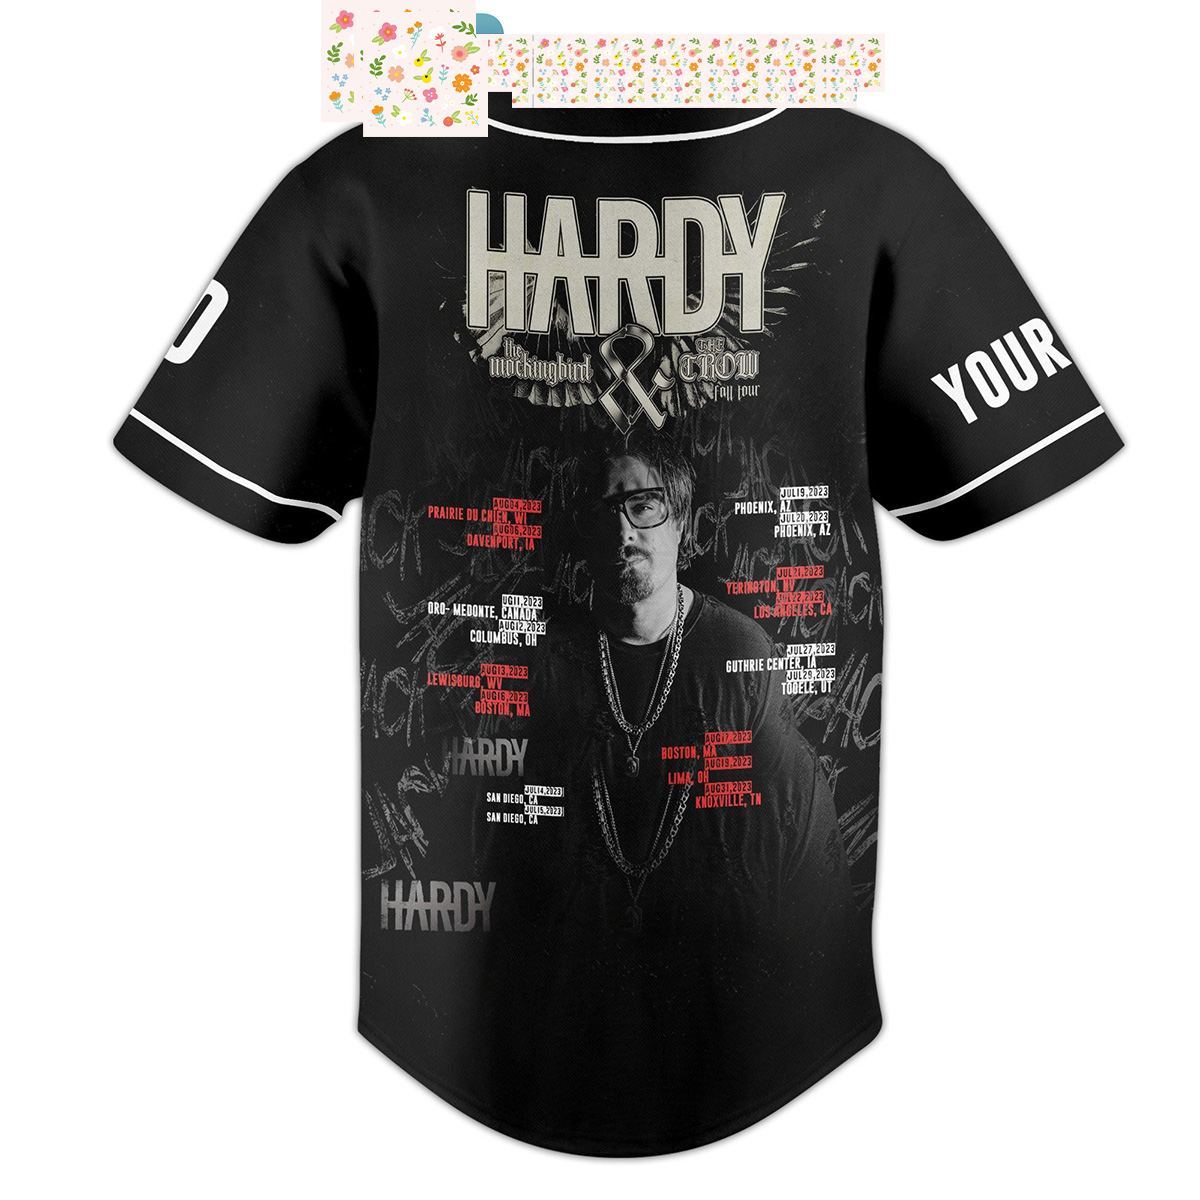 HARDY
the
mockingbird
&
THE
CROW
fall tour
O
YOUR
AUG04,2023
PRAIRIE DU CHIEN, WI
AUG06,2023
DAVENPORT, IA
UG11,2023
ORO- MEDONTE, CANADA
AUG12,2023
COLUMBUS, OH
AUG13,2023
LEWISBURG, WV
AUG16,2023
BOSTON, MA
HARDY
JUL14,2023
SAN DIEGO, CA
JUL15,2023
SAN DIEGO, CA
HARDY
JUL19,2023
PHOENIX, AZ
JUL20,2023
PHOENIX, AZ
JUL21,2023
YERINGTON, NV
JUL22,2023
LOS ANGELES, CA
JUL27,2023
GUTHRIE CENTER, IA
JUL29,2023
TOOELE, UT
AUG17,2023
BOSTON, MA
AUG19,2023
LIMA, OH
AUG31,2023
KNOXVILLE, TN